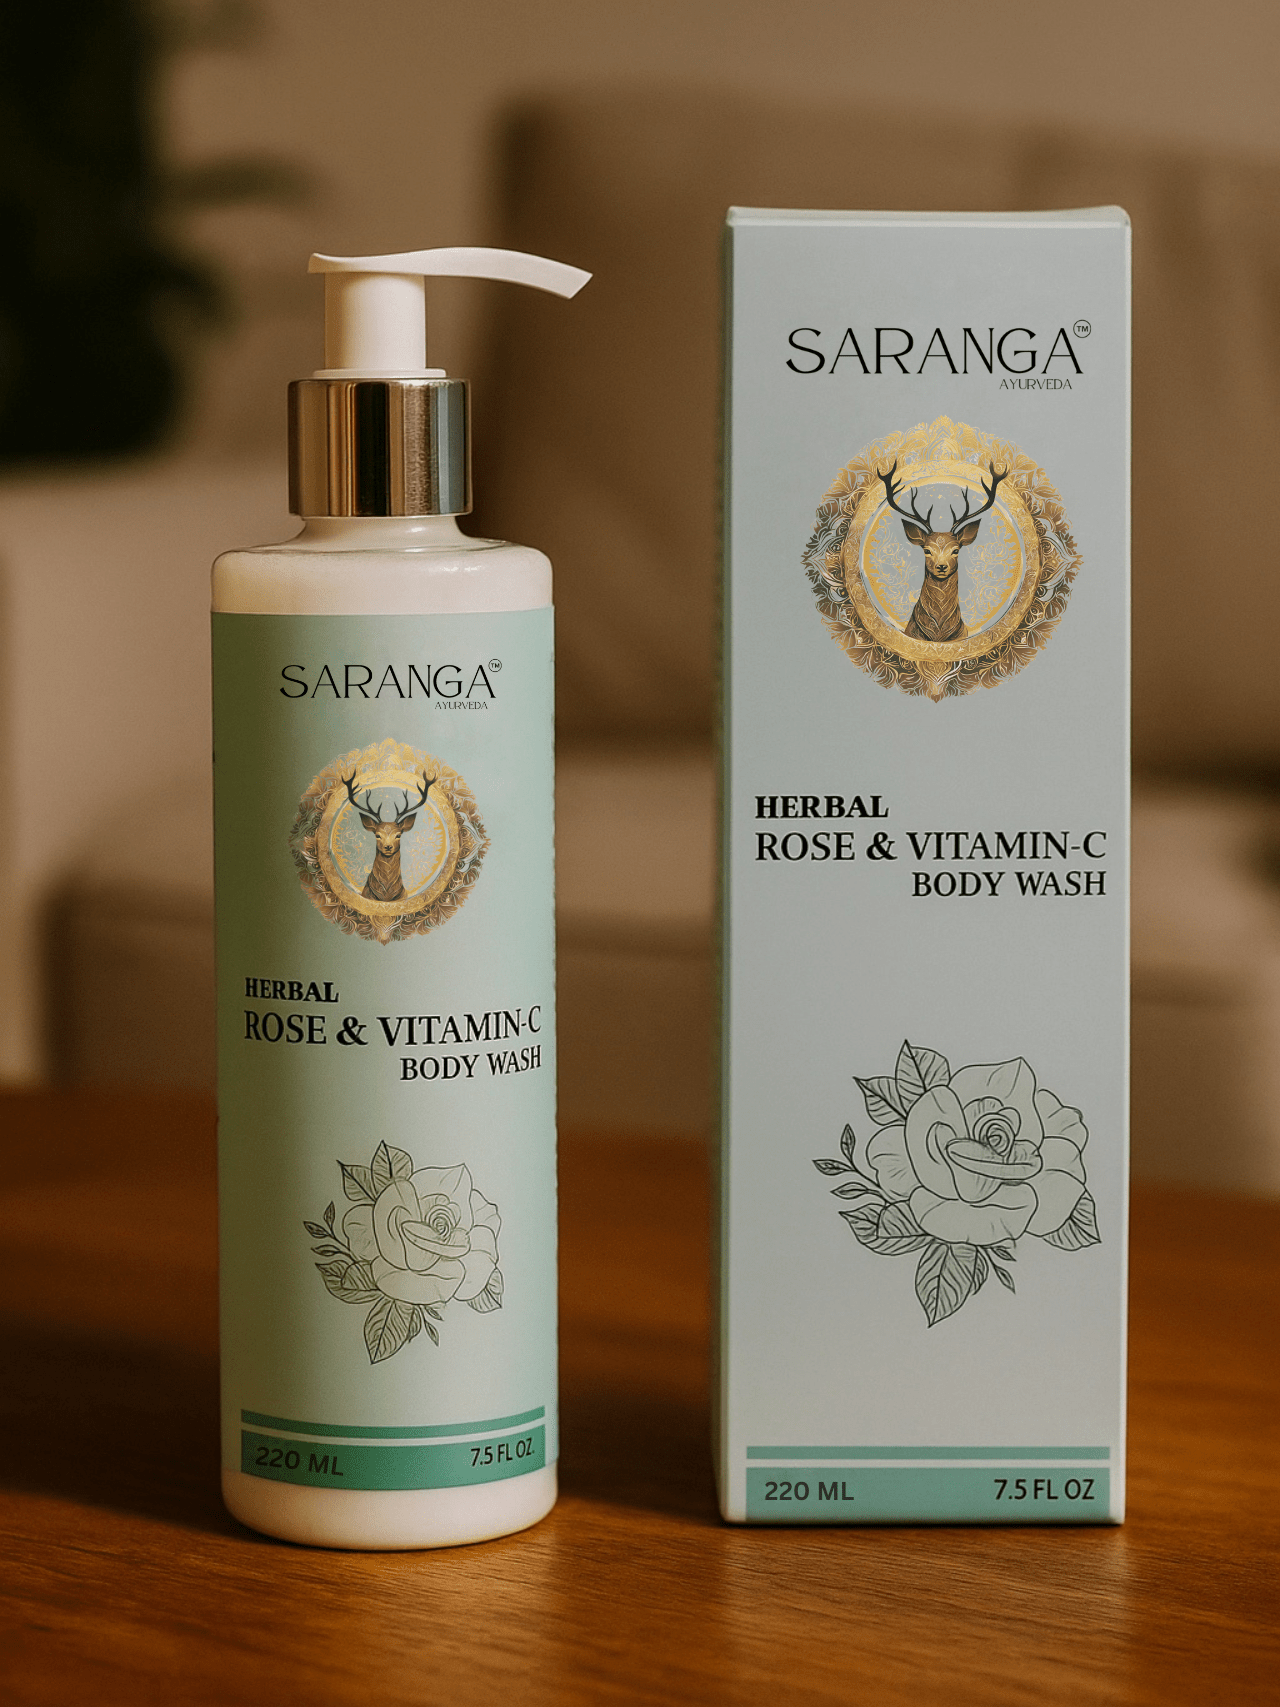 SARANGA™
AYURVEDA
HERBAL
ROSE & VITAMIN-C
BODY WASH
220 ML 7.5 FL OZ.
SARANGA™
AYURVEDA
HERBAL
ROSE & VITAMIN-C
BODY WASH
220 ML 7.5 FL OZ